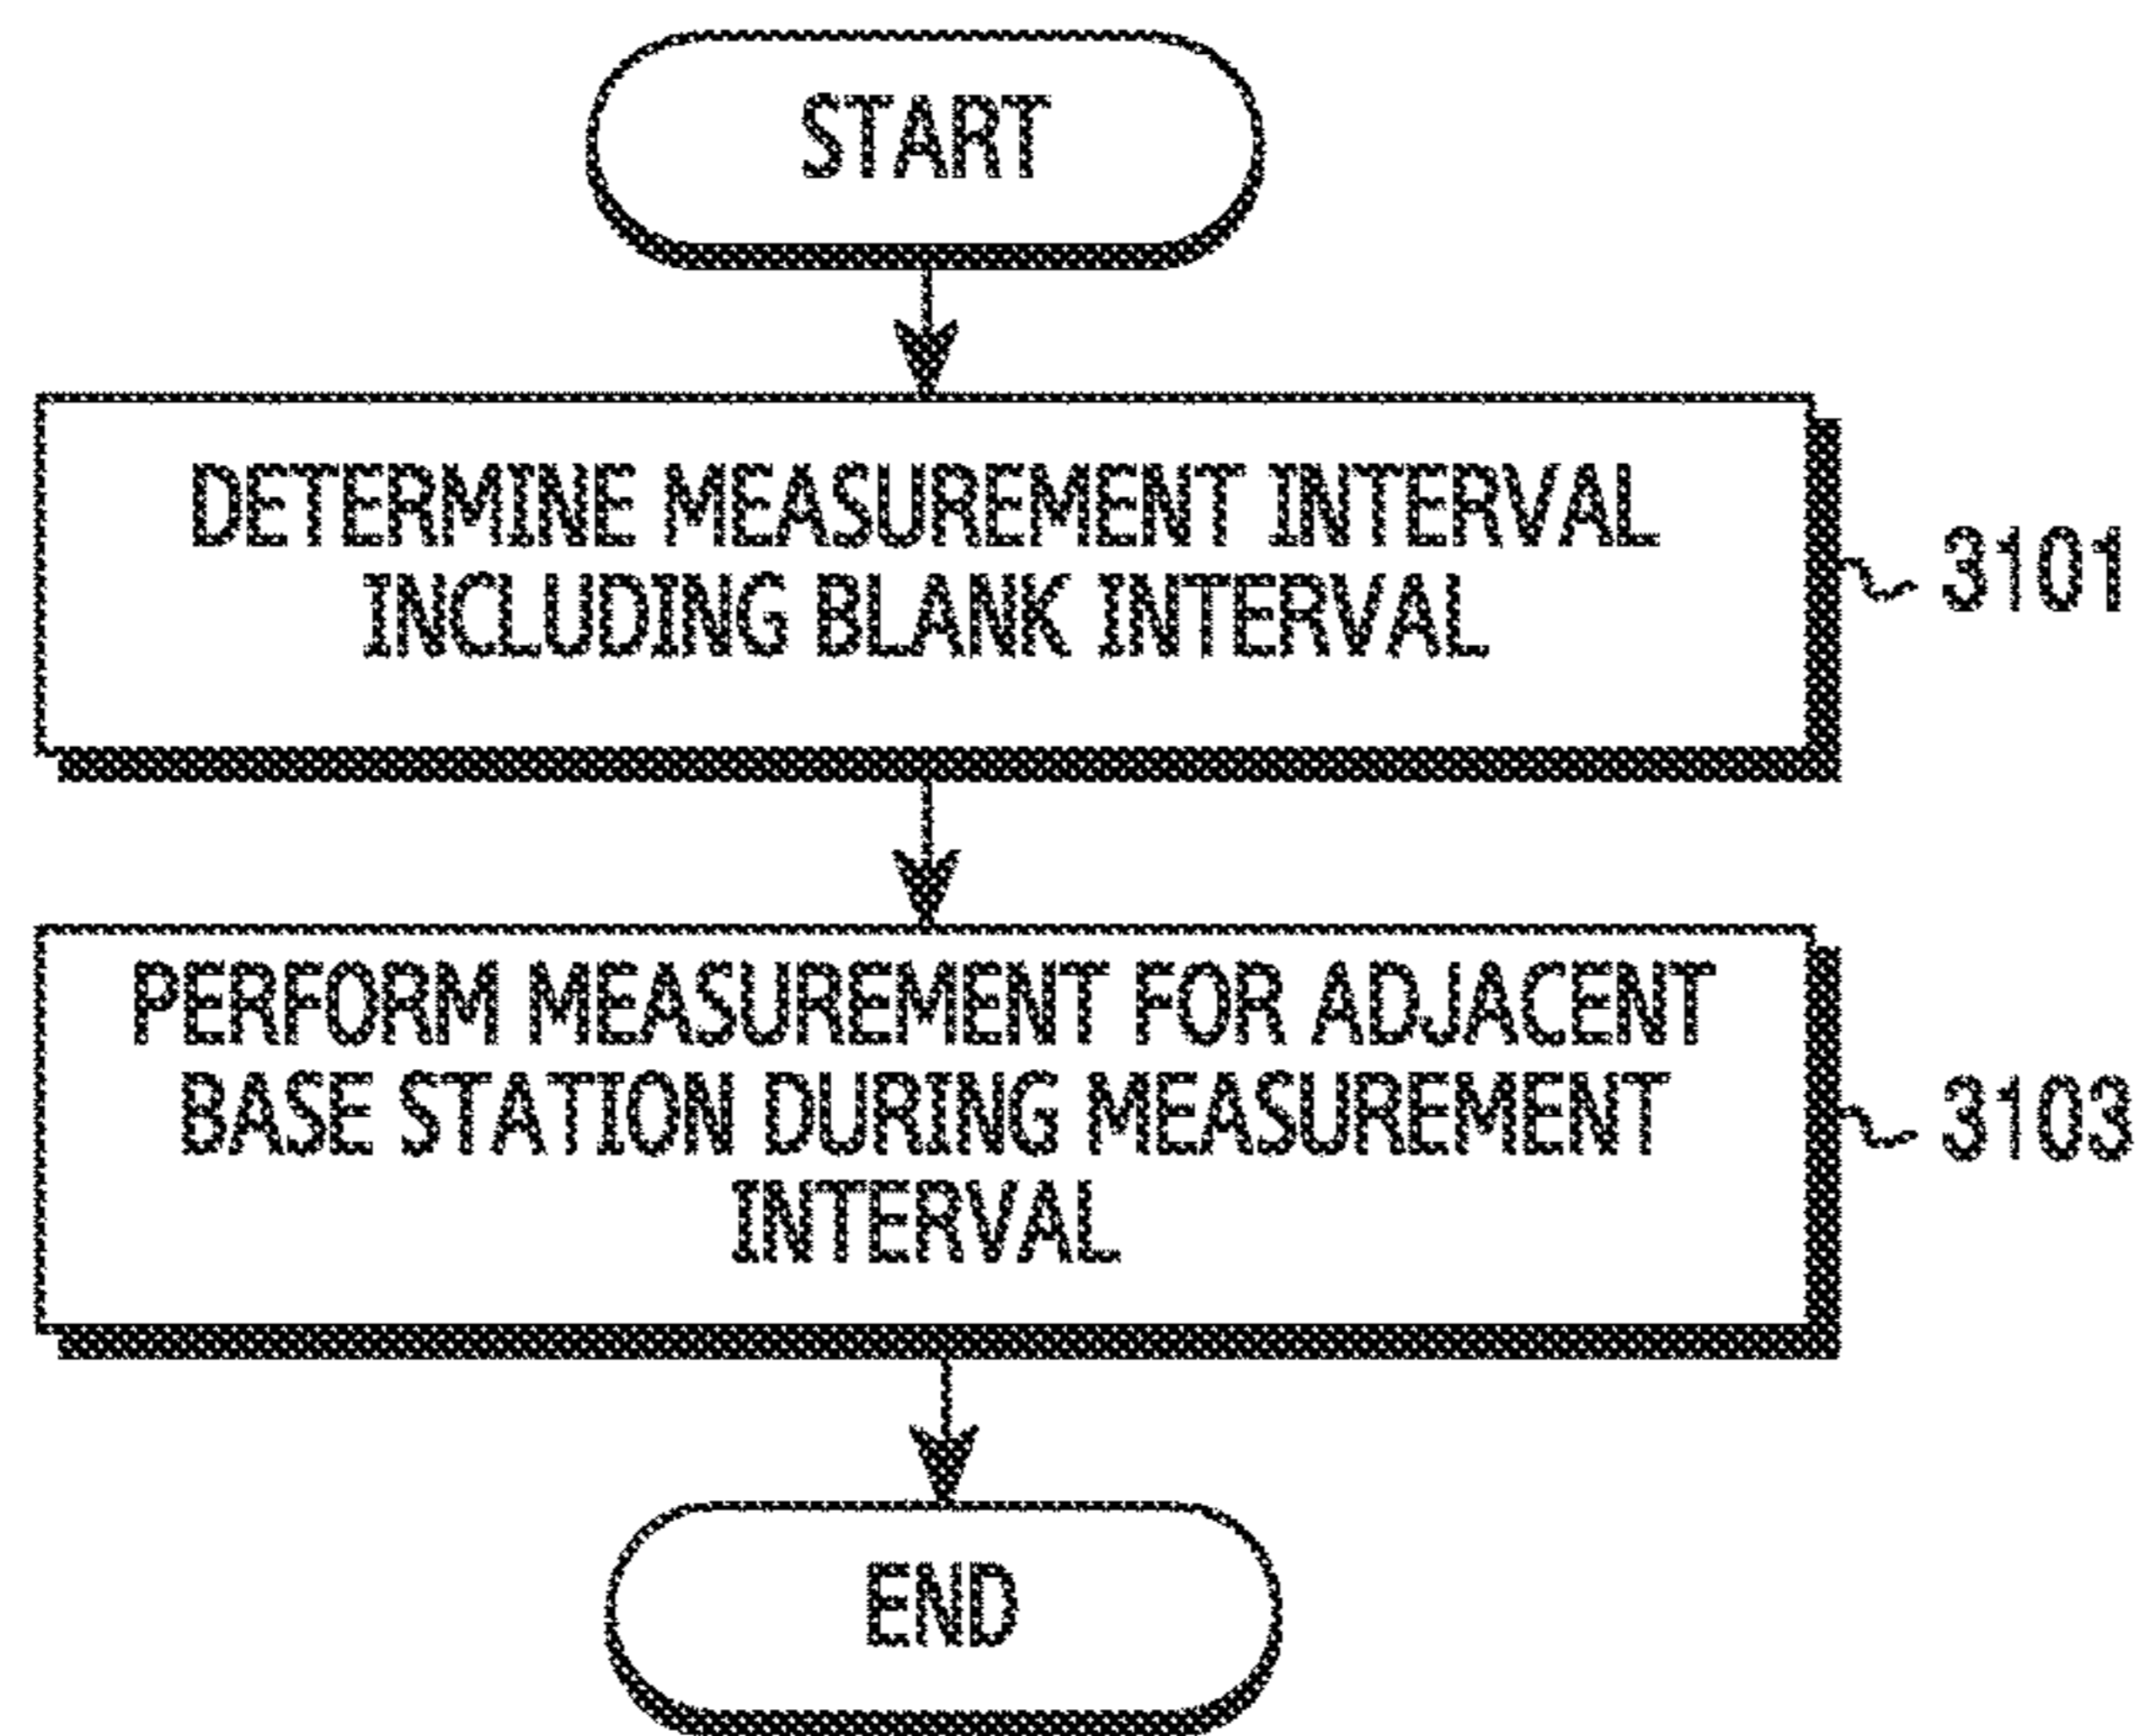 START
DETERMINE MEASUREMENT INTERVAL
INCLUDING BLANK INTERVAL
3101
PERFORM MEASUREMENT FOR ADJACENT
BASE STATION DURING MEASUREMENT
INTERVAL
3103
END